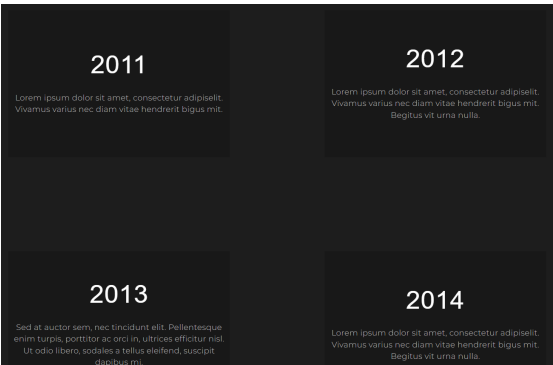 2011
Lorem ipsum dolor sit amet, consectetur adipiselit.
Vivamus varius nec diam vitae hendrerit bigus mit.
2012
Lorem ipsum dolor sit amet, consectetur adipiselit.
Vivamus varius nec diam vitae hendrerit bigus mit.
Begitus vit urna nulla.
2013
Sed at auctor sem, nec tincidunt elit. Pellentesque
enim turpis, porttitor ac orci in, ultrices efficitur nisl.
Ut odio libero, sodales a tellus eleifend, suscipit
dapibus mi.
2014
Lorem ipsum dolor sit amet, consectetur adipiselit.
Vivamus varius nec diam vitae hendrerit bigus mit.
Begitus vit urna nulla.